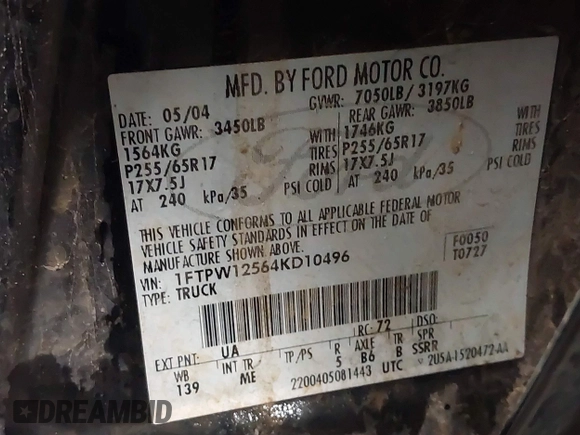 MFD. BY FORD MOTOR CO.
DATE: 05/04 GVWR: 7050LB/ 3197KG
FRONT GAWR: 3450LB REAR GAWR: 3850LB
1564KG WITH 1746KG WITH
P255/65R17 TIRES P255/65R17 TIRES
17X7.5J RIMS 17X7.5J RIMS
AT 240 kPa/35 PSI COLD AT 240 kPa/35 PSI COLD
Ford
THIS VEHICLE CONFORMS TO ALL APPLICABLE FEDERAL MOTOR
VEHICLE SAFETY STANDARDS IN EFFECT ON THE DATE OF
MANUFACTURE SHOWN ABOVE.
VIN: 1FTPW12564KD10496 F0050
TYPE: TRUCK T0727
EXT PNT: UA RC: 72 DSO:
WB INT TR TP/PS R AXLE TR SPR
139 ME 5 B6 B SSRR
2200405081443 UTC 2U5A-1520472-AA
DREAMBID